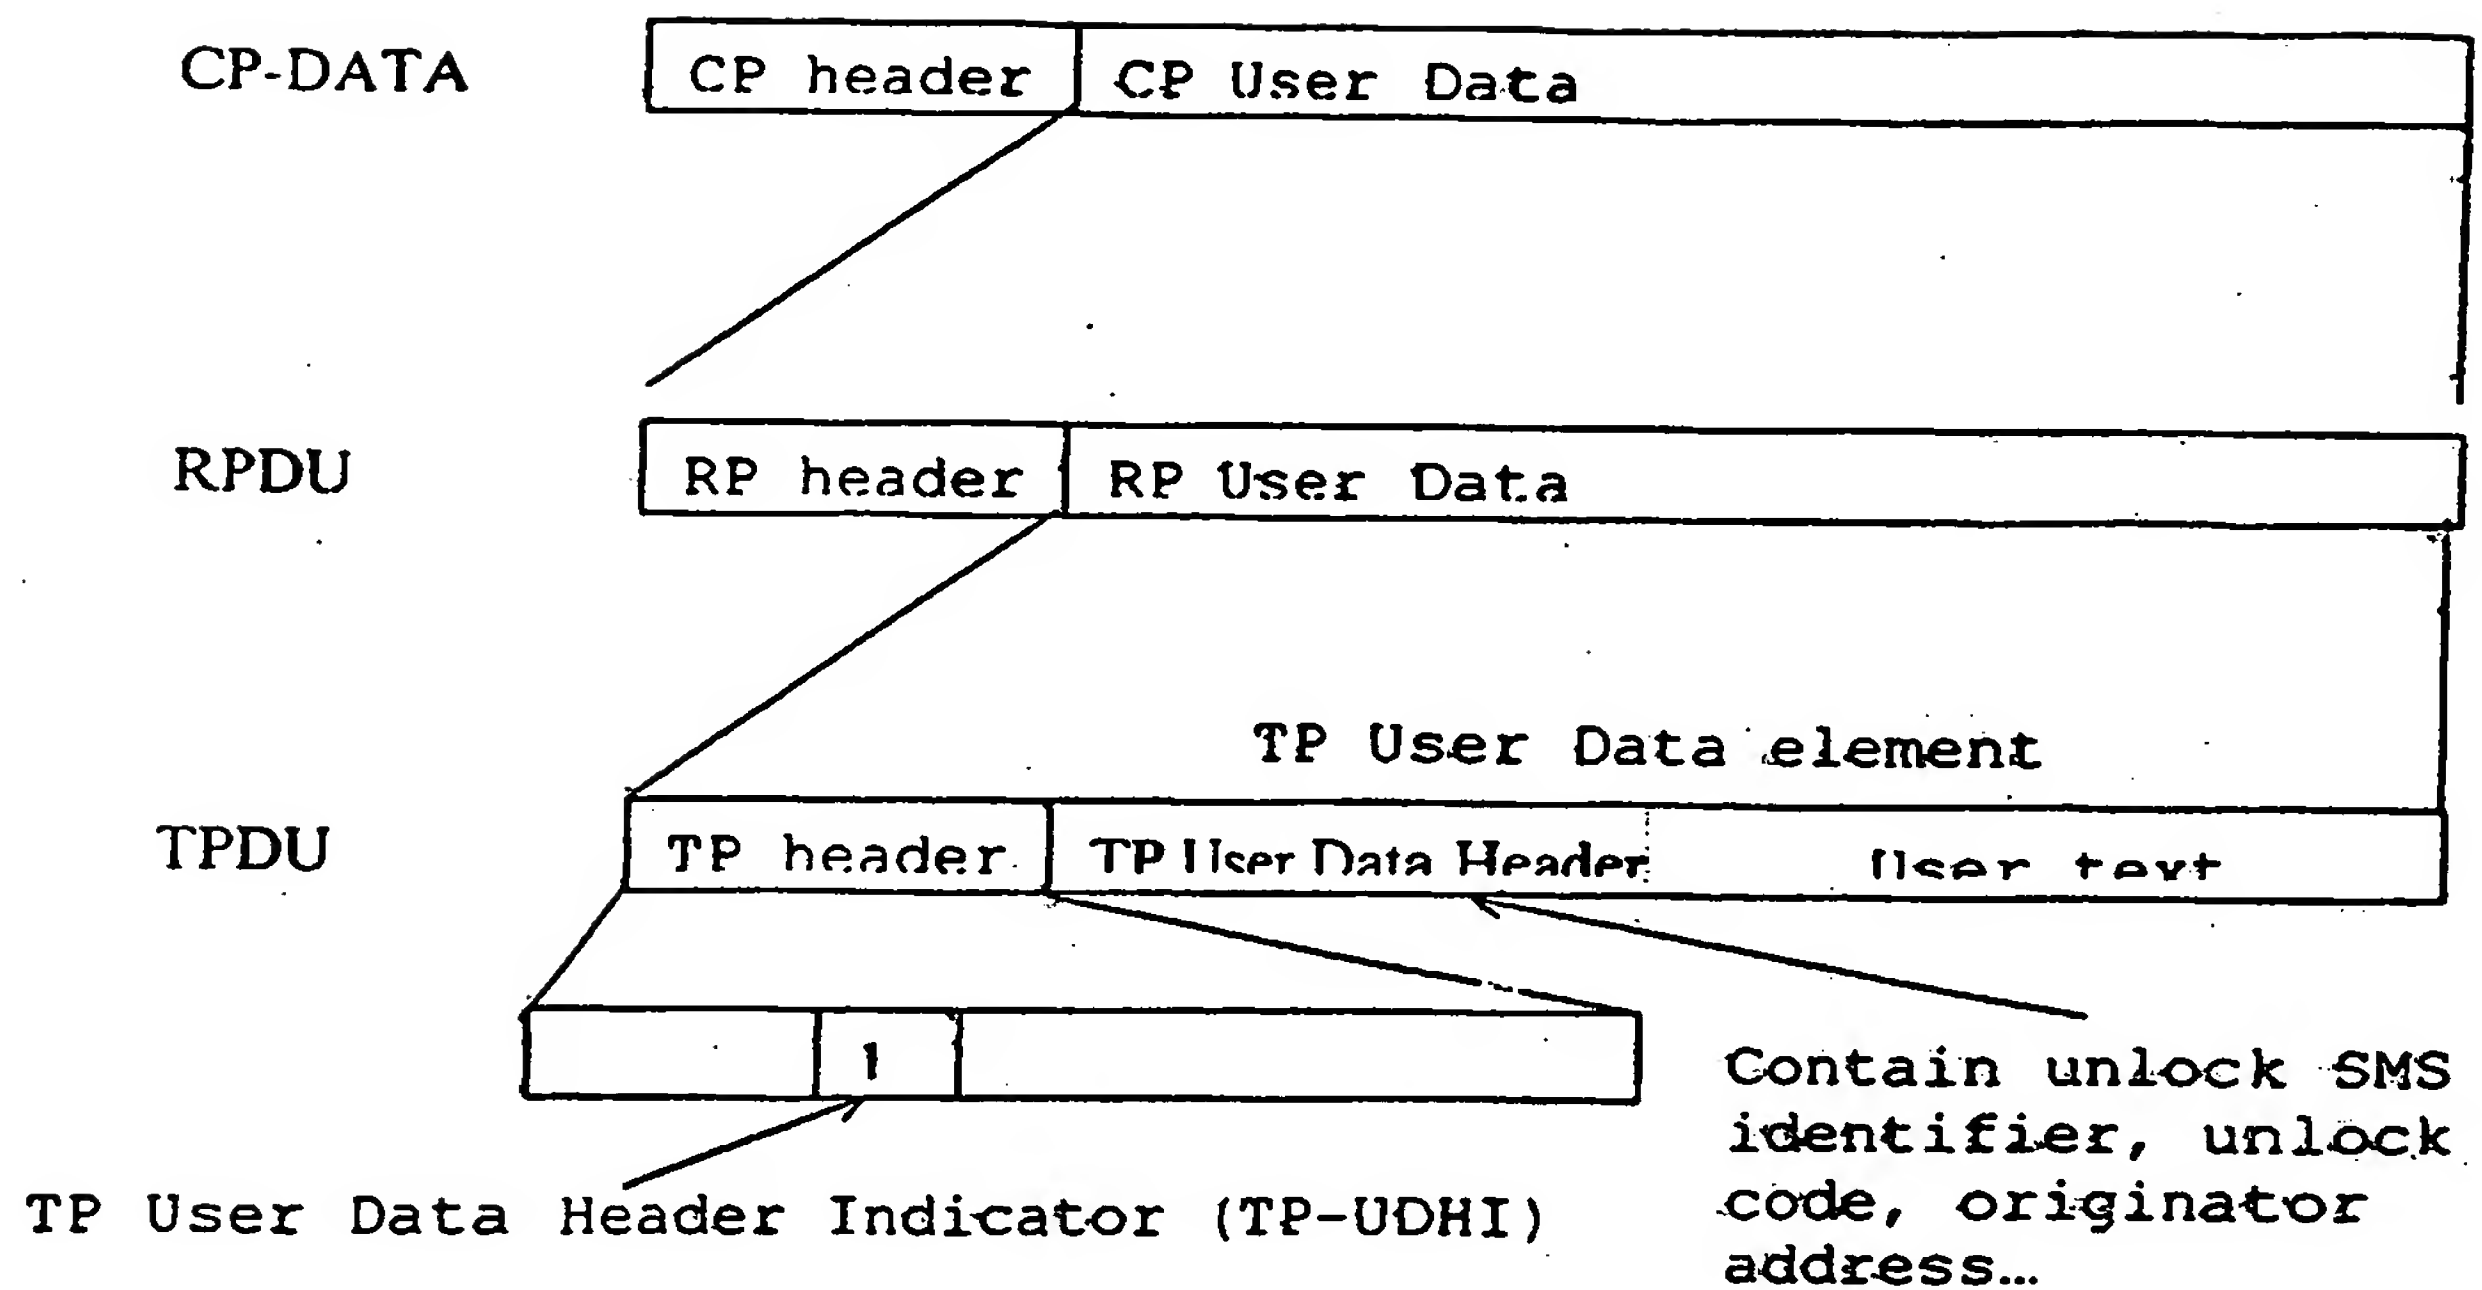 CP-DATA
CP header
CP User Data
RPDU
RP header
RP User Data
TP User Data element
TPDU
TP header
TP User Data Header
User text
1
TP User Data Header Indicator (TP-UDHI)
Contain unlock SMS
identifier, unlock
code, originator
address…